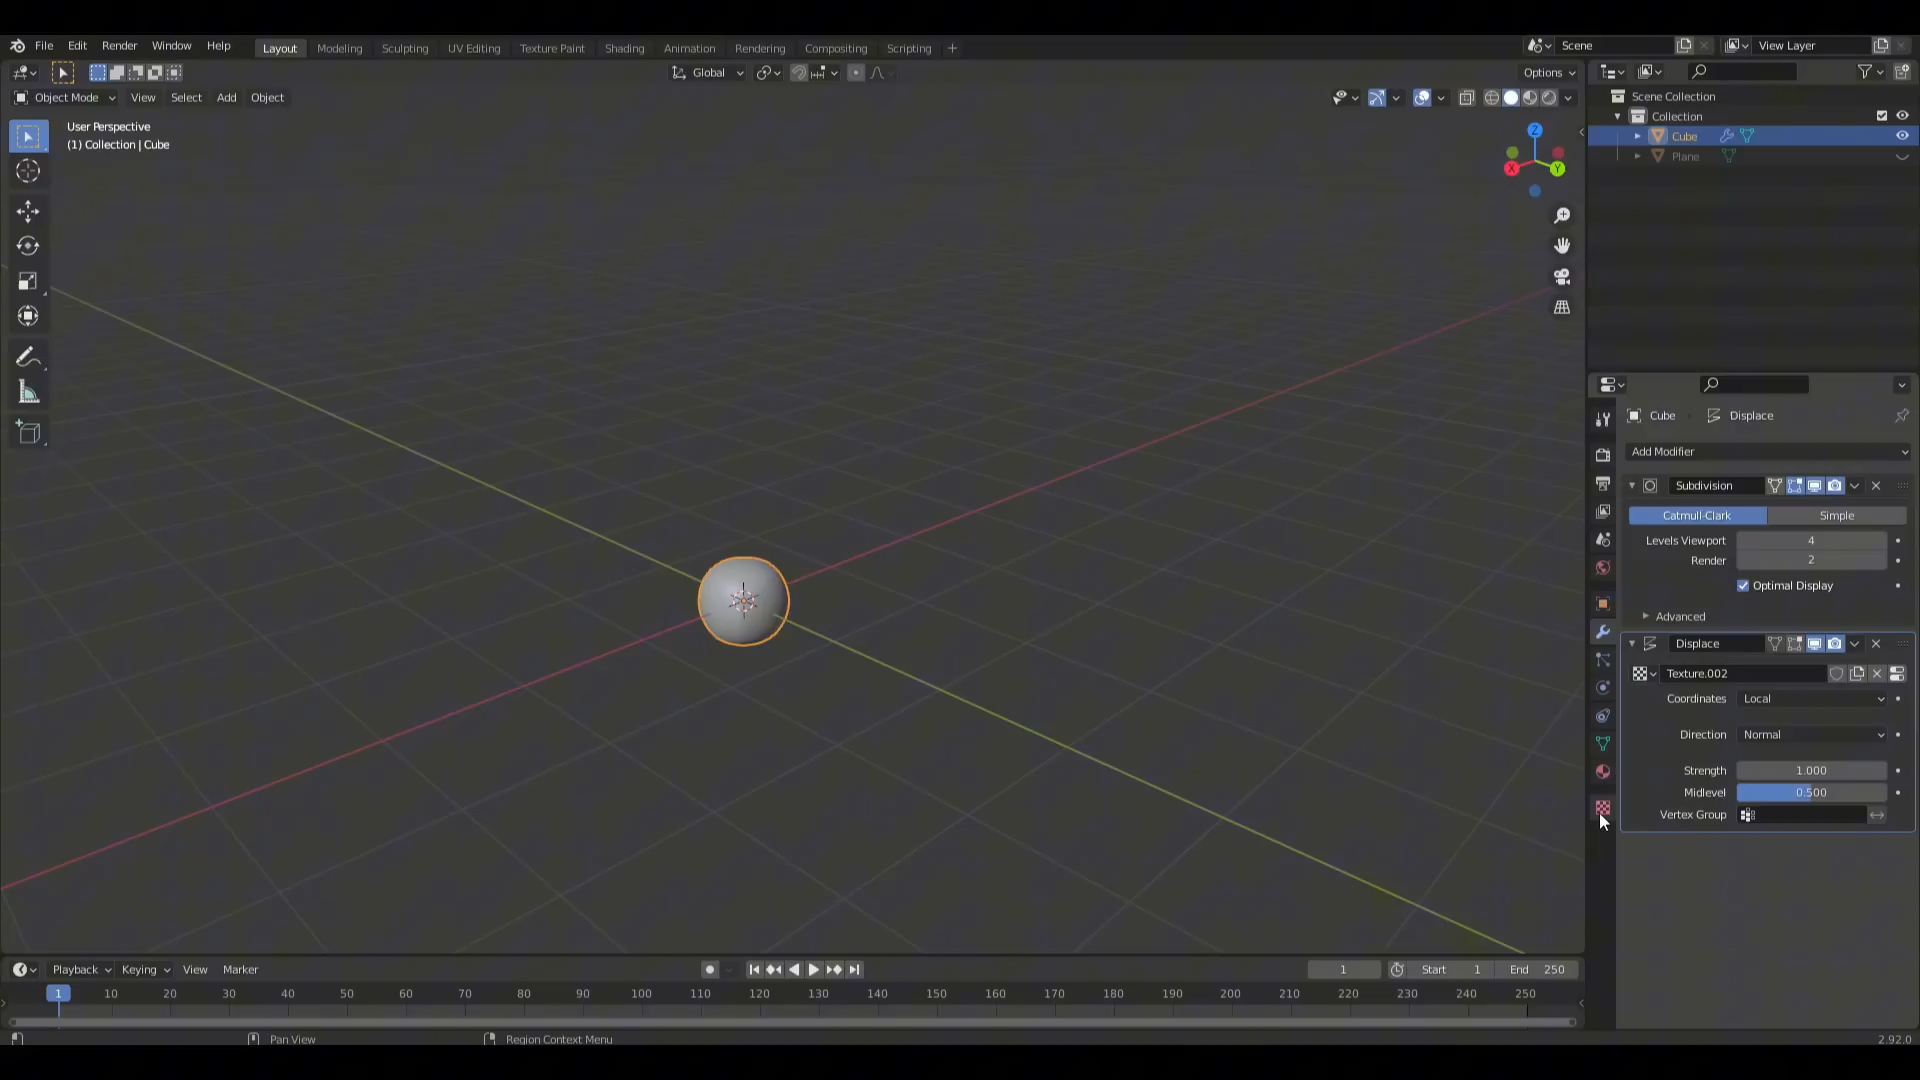 File Edit Render Window Help Layout Modeling Sculpting UV Editing Texture Paint Shading Animation Rendering Compositing Scripting + Scene View Layer
Global Options
Object Mode View Select Add Object
User Perspective
(1) Collection | Cube
Z
X
Y
Scene Collection
Collection
Cube
Plane
Cube Displace
Add Modifier
Subdivision
Catmull-Clark Simple
Levels Viewport 4
Render 2
Optimal Display
Advanced
Displace
Texture.002
Coordinates Local
Direction Normal
Strength 1.000
Midlevel 0.500
Vertex Group
Playback Keying View Marker 1 Start 1 End 250
1 10 20 30 40 50 60 70 80 90 100 110 120 130 140 150 160 170 180 190 200 210 220 230 240 250
Pan View Region Context Menu 2.92.0